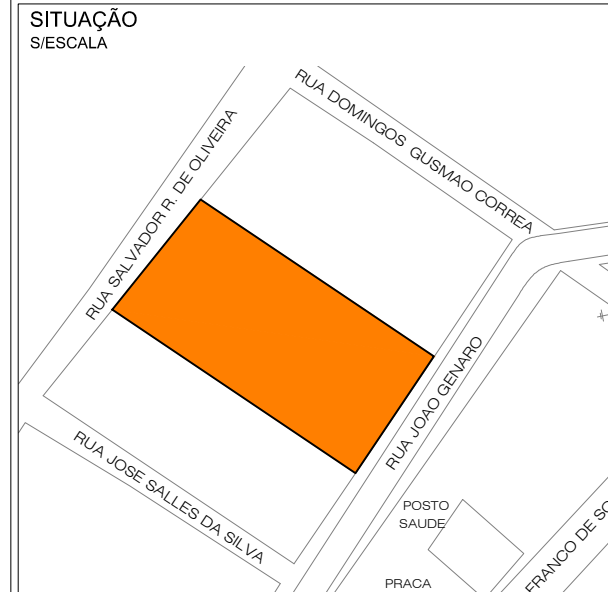 SITUAÇÃO
S/ESCALA
RUA DOMINGOS GUSMAO CORREA
RUA SALVADOR R. DE OLIVEIRA
RUA JOAO GENARO
RUA JOSE SALLES DA SILVA
POSTO
SAUDE
FRANCO DE SO
PRACA